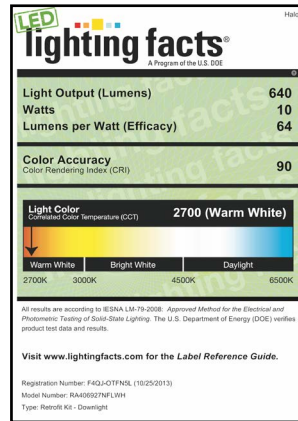 Halo
LED
lighting facts®
A Program of the U.S. DOE
Light Output (Lumens) 640
Watts 10
Lumens per Watt (Efficacy) 64
Color Accuracy 90
Color Rendering Index (CRI)
Light Color 2700 (Warm White)
Correlated Color Temperature (CCT)
Warm White Bright White Daylight
2700K 3000K 4500K 6500K
All results are according to IESNA LM-79-2008: Approved Method for the Electrical and
Photometric Testing of Solid-State Lighting. The U.S. Department of Energy (DOE) verifies
product test data and results.
Visit www.lightingfacts.com for the Label Reference Guide.
Registration Number: F4QJ-OTFN5L (10/25/2013)
Model Number: RA406927NFLWH
Type: Retrofit Kit - Downlight